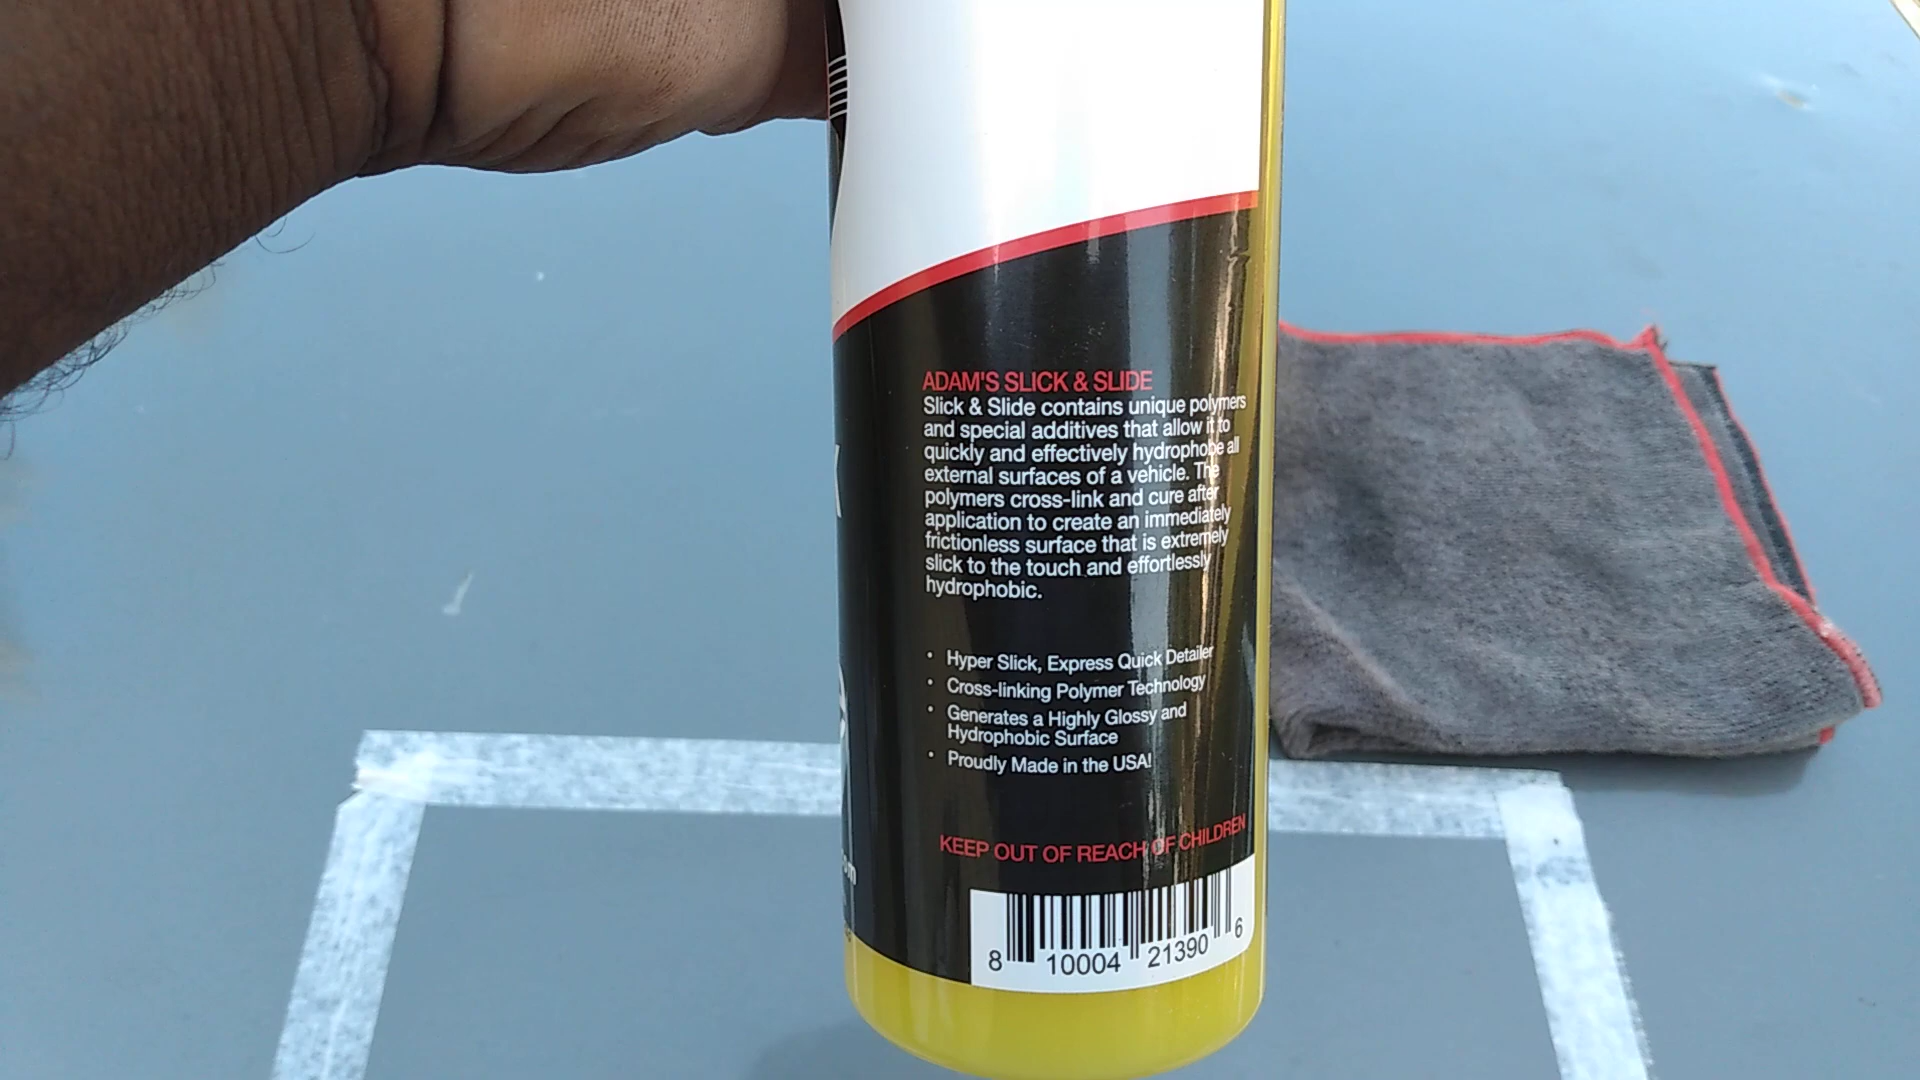 ADAM'S SLICK & SLIDE
Slick & Slide contains unique polymers
and special additives that allow it to
quickly and effectively hydrophobe all
external surfaces of a vehicle. The
polymers cross-link and cure after
application to create an immediately
frictionless surface that is extremely
slick to the touch and effortlessly
hydrophobic.
• Hyper Slick, Express Quick Detailer
• Cross-linking Polymer Technology
• Generates a Highly Glossy and
Hydrophobic Surface
• Proudly Made in the USA!
KEEP OUT OF REACH OF CHILDREN
8 10004 21390 6